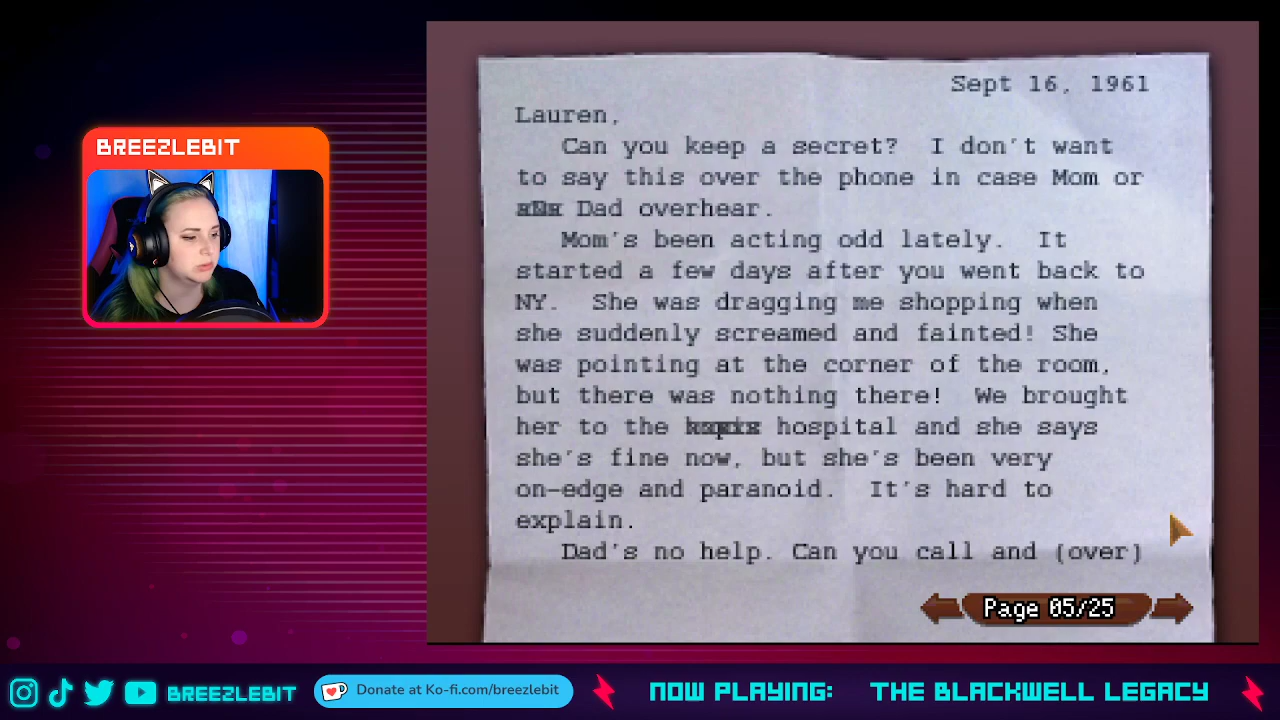 BREEZLEBIT
Sept 16, 1961
Lauren,
Can you keep a secret? I don't want
to say this over the phone in case Mom or
Dad overhear.
Mom's been acting odd lately. It
started a few days after you went back to
NY. She was dragging me shopping when
she suddenly screamed and fainted! She
was pointing at the corner of the room,
but there was nothing there! We brought
her to the hospital and she says
she's fine now, but she's been very
on-edge and paranoid. It's hard to
explain.
Dad's no help. Can you call and (over)
Page 05/25
BREEZLEBIT
Donate at Ko-fi.com/breezlebit
NOW PLAYING: THE BLACKWELL LEGACY